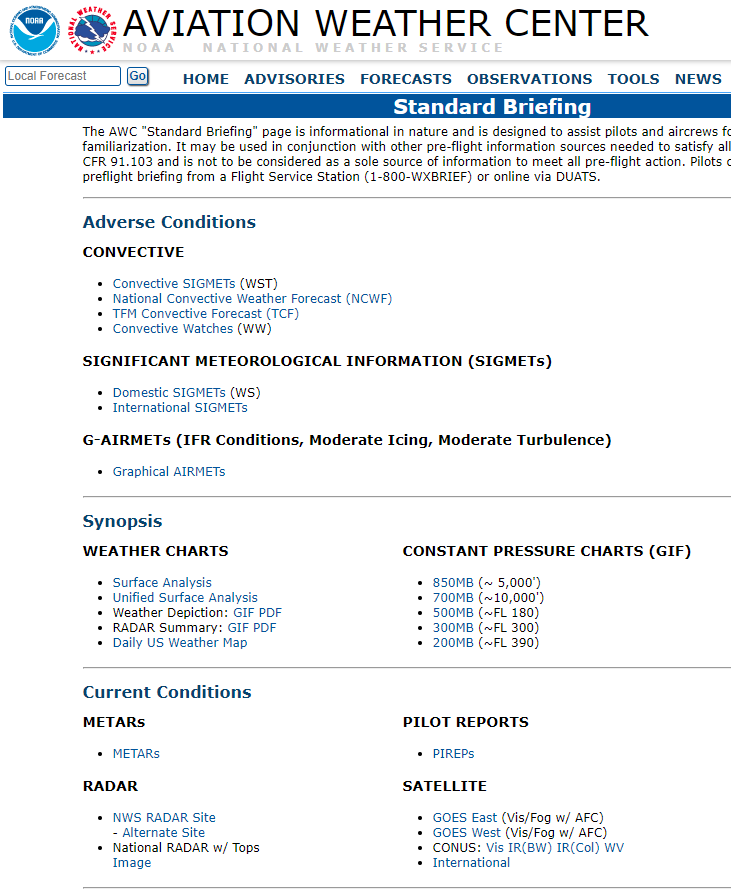 NOAA
NATIONAL WEATHER SERVICE
AVIATION WEATHER CENTER
NOAA NATIONAL WEATHER SERVICE
Local Forecast Go HOME ADVISORIES FORECASTS OBSERVATIONS TOOLS NEWS
Standard Briefing
The AWC "Standard Briefing" page is informational in nature and is designed to assist pilots and aircrews fo
familiarization. It may be used in conjunction with other pre-flight information sources needed to satisfy all
CFR 91.103 and is not to be considered as a sole source of information to meet all pre-flight action. Pilots
preflight briefing from a Flight Service Station (1-800-WXBRIEF) or online via DUATS.
Adverse Conditions
CONVECTIVE
• Convective SIGMETs (WST)
• National Convective Weather Forecast (NCWF)
• TFM Convective Forecast (TCF)
• Convective Watches (WW)
SIGNIFICANT METEOROLOGICAL INFORMATION (SIGMETs)
• Domestic SIGMETs (WS)
• International SIGMETs
G-AIRMETs (IFR Conditions, Moderate Icing, Moderate Turbulence)
• Graphical AIRMETs
Synopsis
WEATHER CHARTS
• Surface Analysis
• Unified Surface Analysis
• Weather Depiction: GIF PDF
• RADAR Summary: GIF PDF
• Daily US Weather Map
CONSTANT PRESSURE CHARTS (GIF)
• 850MB (~ 5,000')
• 700MB (~10,000')
• 500MB (~FL 180)
• 300MB (~FL 300)
• 200MB (~FL 390)
Current Conditions
METARs
• METARs
PILOT REPORTS
• PIREPs
RADAR
• NWS RADAR Site
- Alternate Site
• National RADAR w/ Tops
Image
SATELLITE
• GOES East (Vis/Fog w/ AFC)
• GOES West (Vis/Fog w/ AFC)
• CONUS: Vis IR(BW) IR(Col) WV
• International